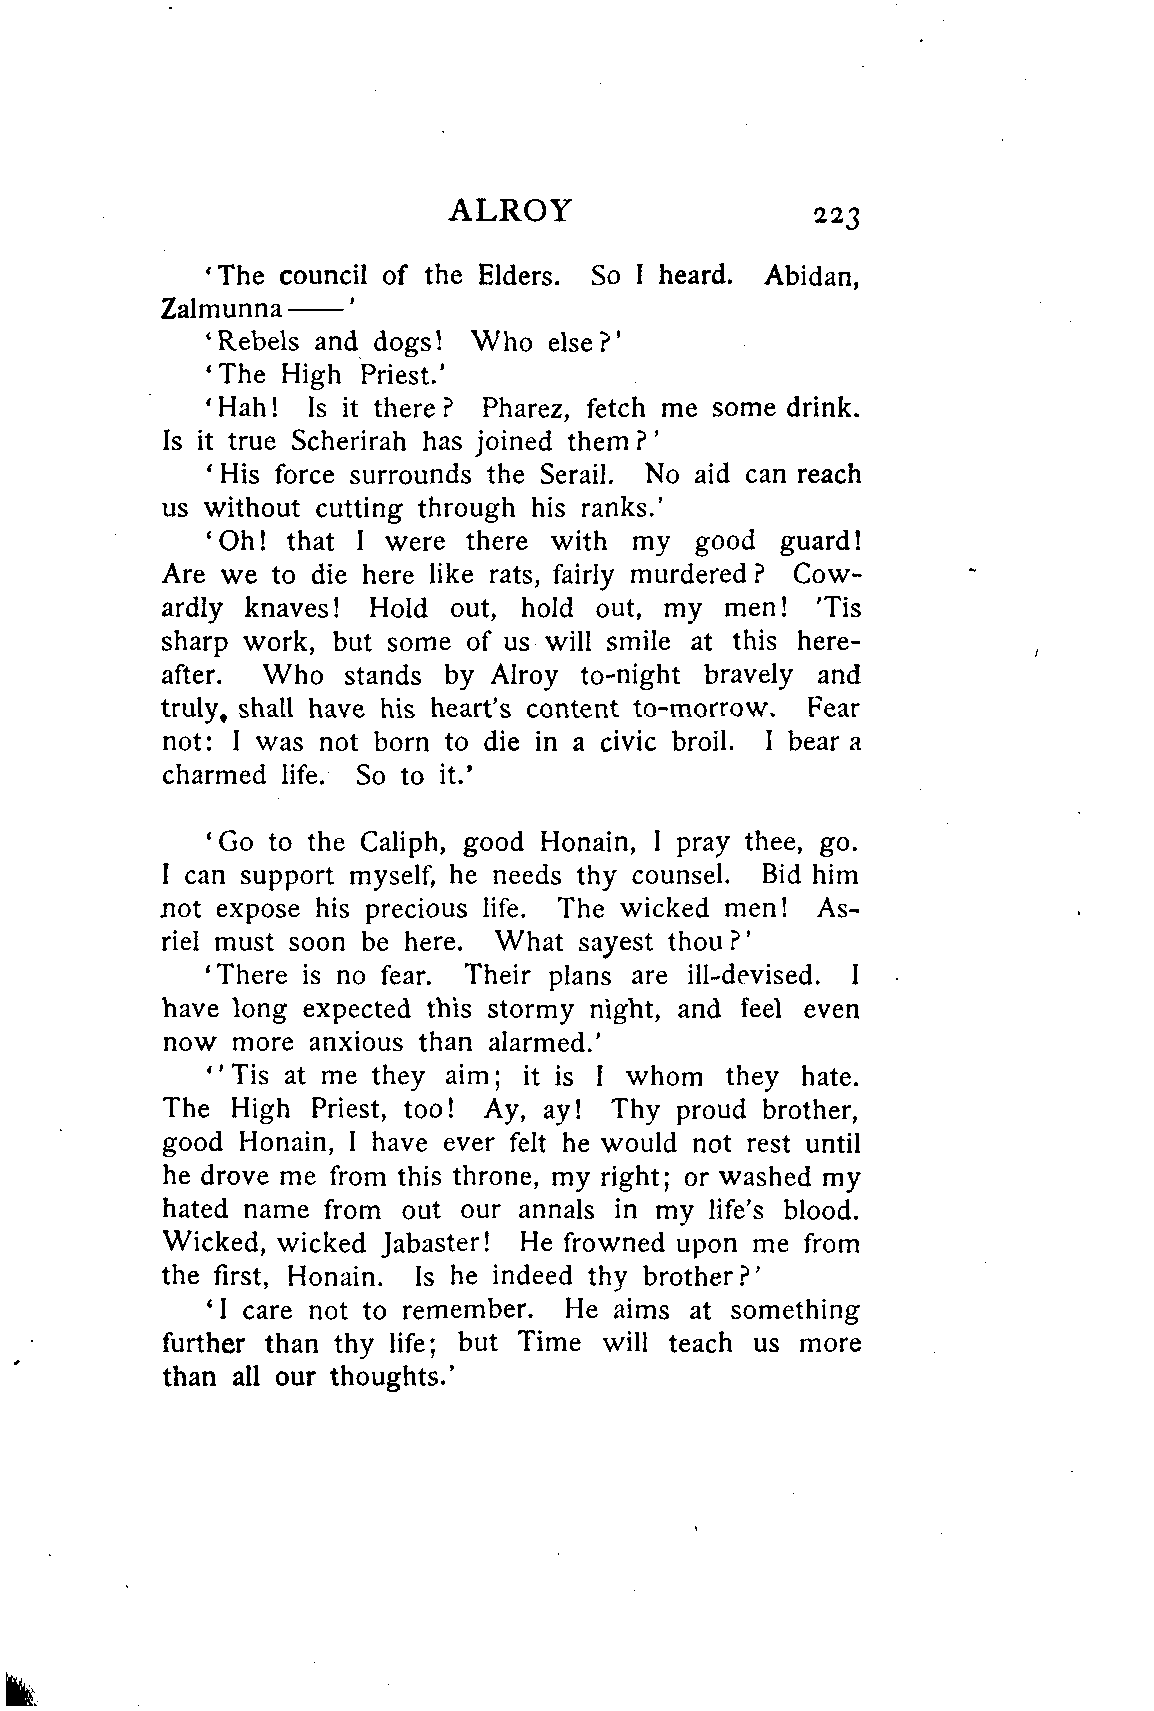 ALROY 223
‘The council of the Elders. So I heard. Abidan,
Zalmunna——’
‘Rebels and dogs! Who else?’
‘The High Priest.’
‘Hah! Is it there? Pharez, fetch me some drink.
Is it true Scherirah has joined them?’
‘His force surrounds the Serail. No aid can reach
us without cutting through his ranks.’
‘Oh! that I were there with my good guard!
Are we to die here like rats, fairly murdered? Cow-
ardly knaves! Hold out, hold out, my men! ’Tis
sharp work, but some of us will smile at this here-
after. Who stands by Alroy to-night bravely and
truly, shall have his heart’s content to-morrow. Fear
not: I was not born to die in a civic broil. I bear a
charmed life. So to it.’
‘Go to the Caliph, good Honain, I pray thee, go.
I can support myself, he needs thy counsel. Bid him
not expose his precious life. The wicked men! As-
riel must soon be here. What sayest thou?’
‘There is no fear. Their plans are ill-devised. I
have long expected this stormy night, and feel even
now more anxious than alarmed.’
‘’Tis at me they aim; it is I whom they hate.
The High Priest, too! Ay, ay! Thy proud brother,
good Honain, I have ever felt he would not rest until
he drove me from this throne, my right; or washed my
hated name from out our annals in my life’s blood.
Wicked, wicked Jabaster! He frowned upon me from
the first, Honain. Is he indeed thy brother?’
‘I care not to remember. He aims at something
further than thy life; but Time will teach us more
than all our thoughts.’